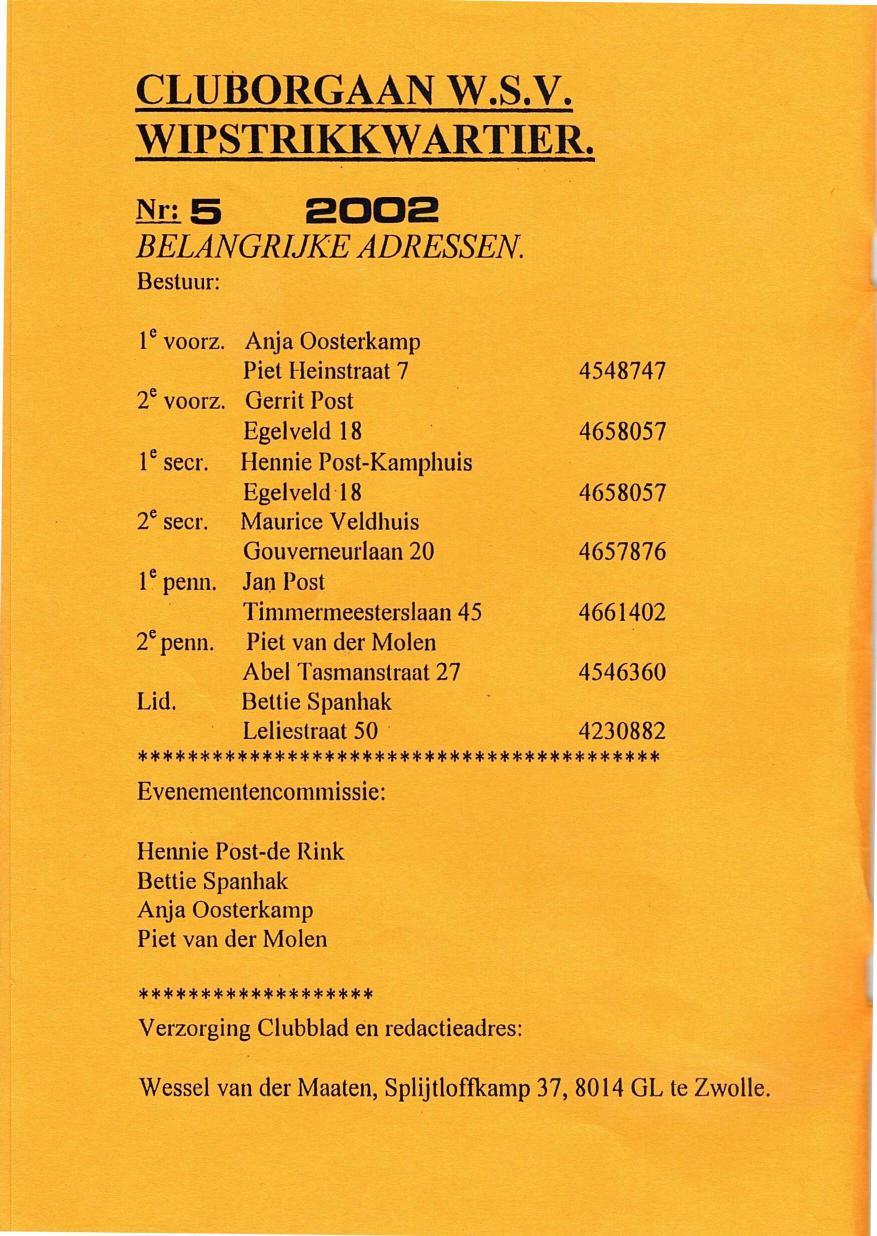 CLUBORGAAN W.S.V.
WIPSTRIKKWARTIER.
Nr: 5 2002
BELANGRIJKE ADRESSEN.
Bestuur:
1e voorz. Anja Oosterkamp
Piet Heinstraat 7 4548747
2e voorz. Gerrit Post
Egelveld 18 4658057
1e secr. Hennie Post-Kamphuis
Egelveld 18 4658057
2e secr. Maurice Veldhuis
Gouverneurlaan 20 4657876
1e penn. Jan Post
Timmermeesterslaan 45 4661402
2e penn. Piet van der Molen
Abel Tasmanstraat 27 4546360
Lid. Bettie Spanhak
Leliestraat 50 4230882
******************************************
Evenementencommissie:
Hennie Post-de Rink
Bettie Spanhak
Anja Oosterkamp
Piet van der Molen
*******************
Verzorging Clubblad en redactieadres:
Wessel van der Maaten, Splijtloffkamp 37, 8014 GL te Zwolle.